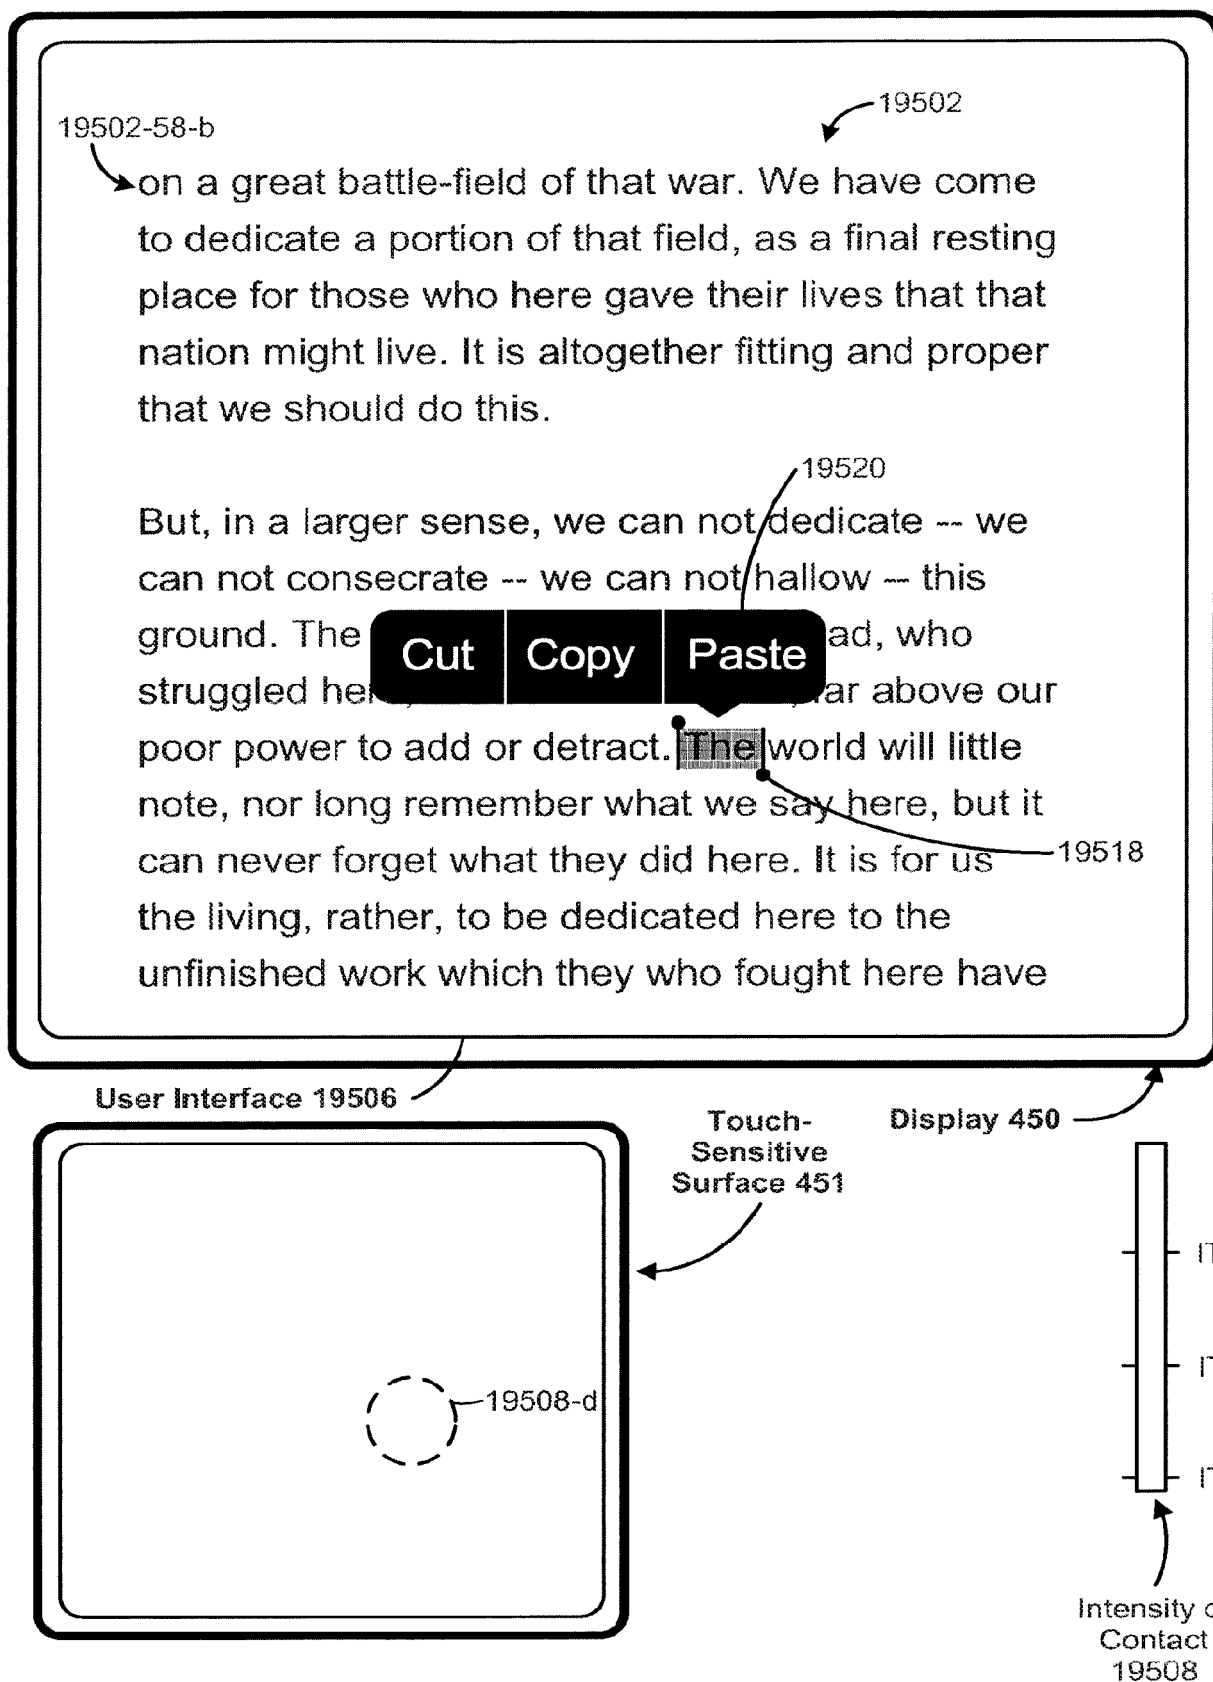 19502
19502-58-b
on a great battle-field of that war. We have come
to dedicate a portion of that field, as a final resting
place for those who here gave their lives that that
nation might live. It is altogether fitting and proper
that we should do this.
19520
But, in a larger sense, we can not dedicate -- we
can not consecrate -- we can not hallow -- this
ground. The ad, who
Cut Copy Paste
struggled her ar above our
poor power to add or detract. The world will little
note, nor long remember what we say here, but it
can never forget what they did here. It is for us
19518
the living, rather, to be dedicated here to the
unfinished work which they who fought here have
User Interface 19506
Display 450
Touch-
Sensitive
Surface 451
IT
IT
19508-d
IT
Intensity o
Contact
19508